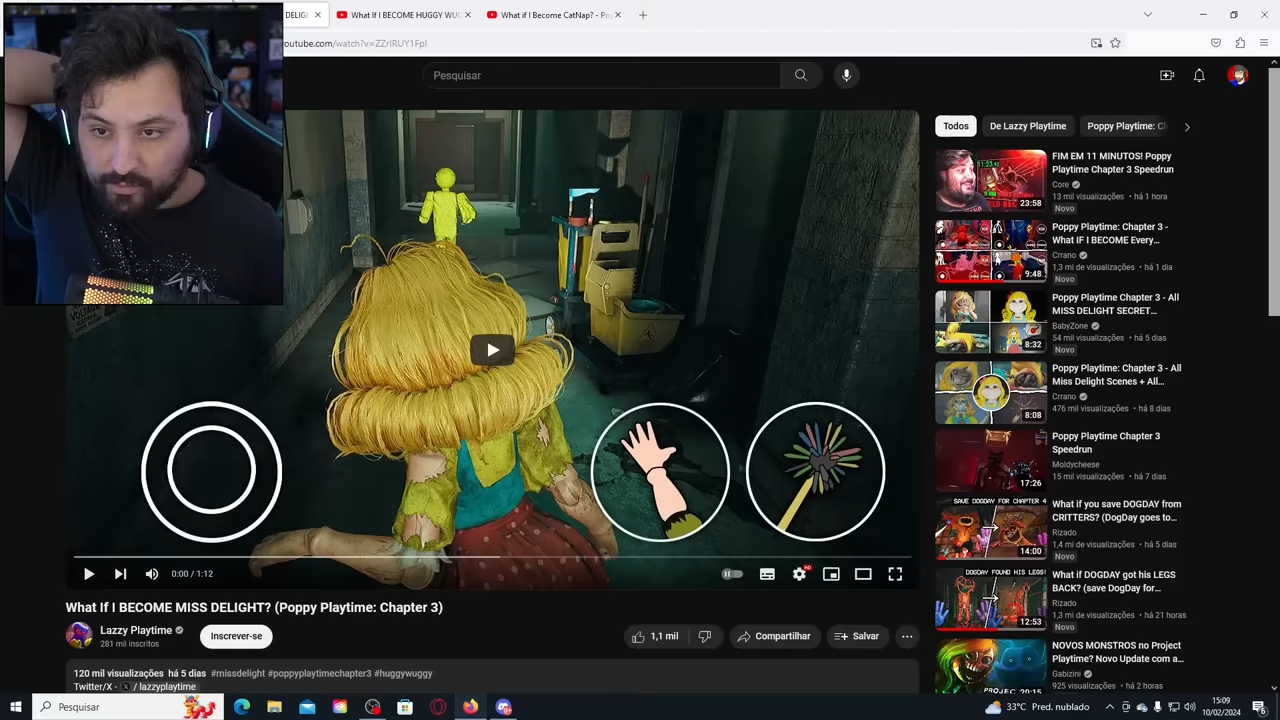 DELIGH
What If I BECOME HUGGY WUG
What if I Become CatNap? - Po
outube.com/watch?v=ZZrIRUY1FpI
Pesquisar
Todos
De Lazzy Playtime
Poppy Playtime: Ch
FIM EM 11 MINUTOS! Poppy
Playtime Chapter 3 Speedrun
Core
13 mil visualizações • há 1 hora
Novo
23:58
Poppy Playtime: Chapter 3 -
What IF I BECOME Every…
Crrano
1,3 mi de visualizações • há 1 dia
Novo
9:48
Poppy Playtime: Chapter 3 - All
MISS DELIGHT SECRET…
BabyZone
54 mil visualizações • há 5 dias
Novo
8:32
Poppy Playtime: Chapter 3 - All
Miss Delight Scenes + All…
Crrano
476 mil visualizações • há 8 dias
8:08
Poppy Playtime Chapter 3
Speedrun
Moldycheese
15 mil visualizações • há 7 dias
17:26
SAVE DOGDAY FOR CHAPTER 4
What if you save DOGDAY from
CRITTERS? (DogDay goes to…
Rizado
1,4 mi de visualizações • há 5 dias
Novo
14:00
DOGDAY FOUND HIS LEGS!
What if DOGDAY got his LEGS
BACK? (save DogDay for…
Rizado
1,3 mi de visualizações • há 21 horas
Novo
12:53
NOVOS MONSTROS no Project
Playtime? Novo Update com a…
Gabizini
925 visualizações • há 2 horas
20:15
VOLTAGE
0:00 / 1:12
HD
What If I BECOME MISS DELIGHT? (Poppy Playtime: Chapter 3)
Lazzy Playtime
281 mil inscritos
Inscrever-se
1,1 mil
Compartilhar
Salvar
120 mil visualizações há 5 dias #missdelight #poppyplaytimechapter3 #huggywuggy
Twitter/X - X / lazzyplaytime
Pesquisar
33°C Pred. nublado
15:09
10/02/2024
6